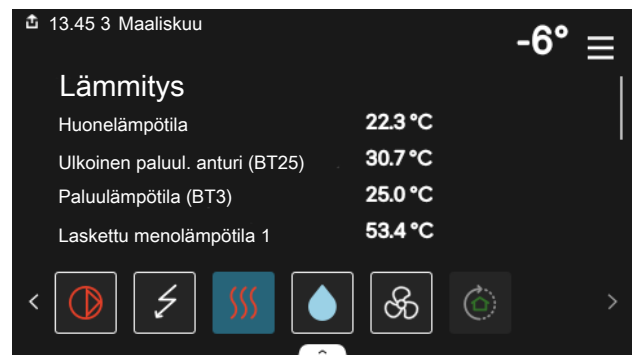 13.45 3 Maaliskuu
-6°
Lämmitys
Huonelämpötila 22.3 °C
Ulkoinen paluul. anturi (BT25) 30.7 °C
Paluulämpötila (BT3) 25.0 °C
Laskettu menolämpötila 1 53.4 °C